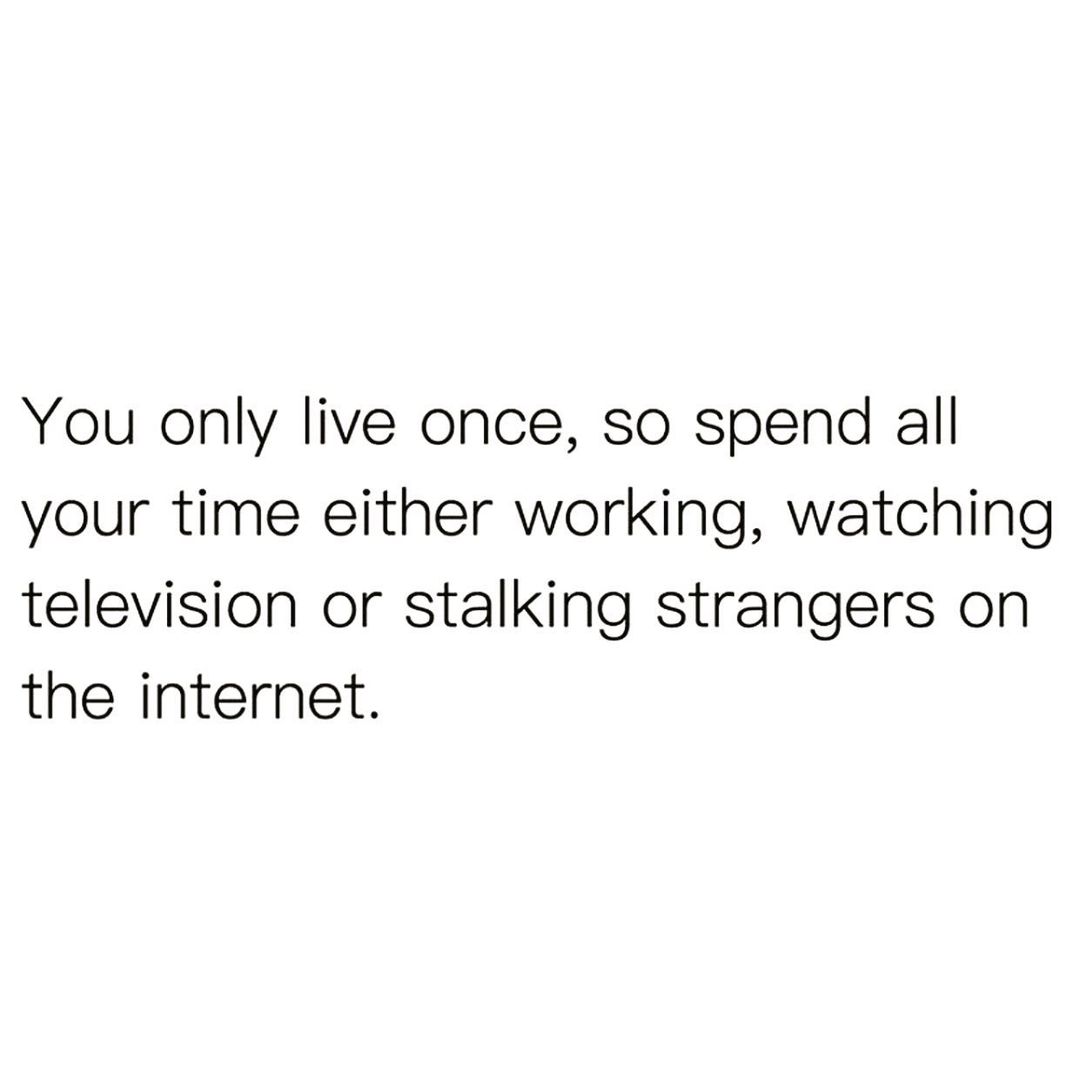 You only live once, so spend all
your time either working, watching
television or stalking strangers on
the internet.